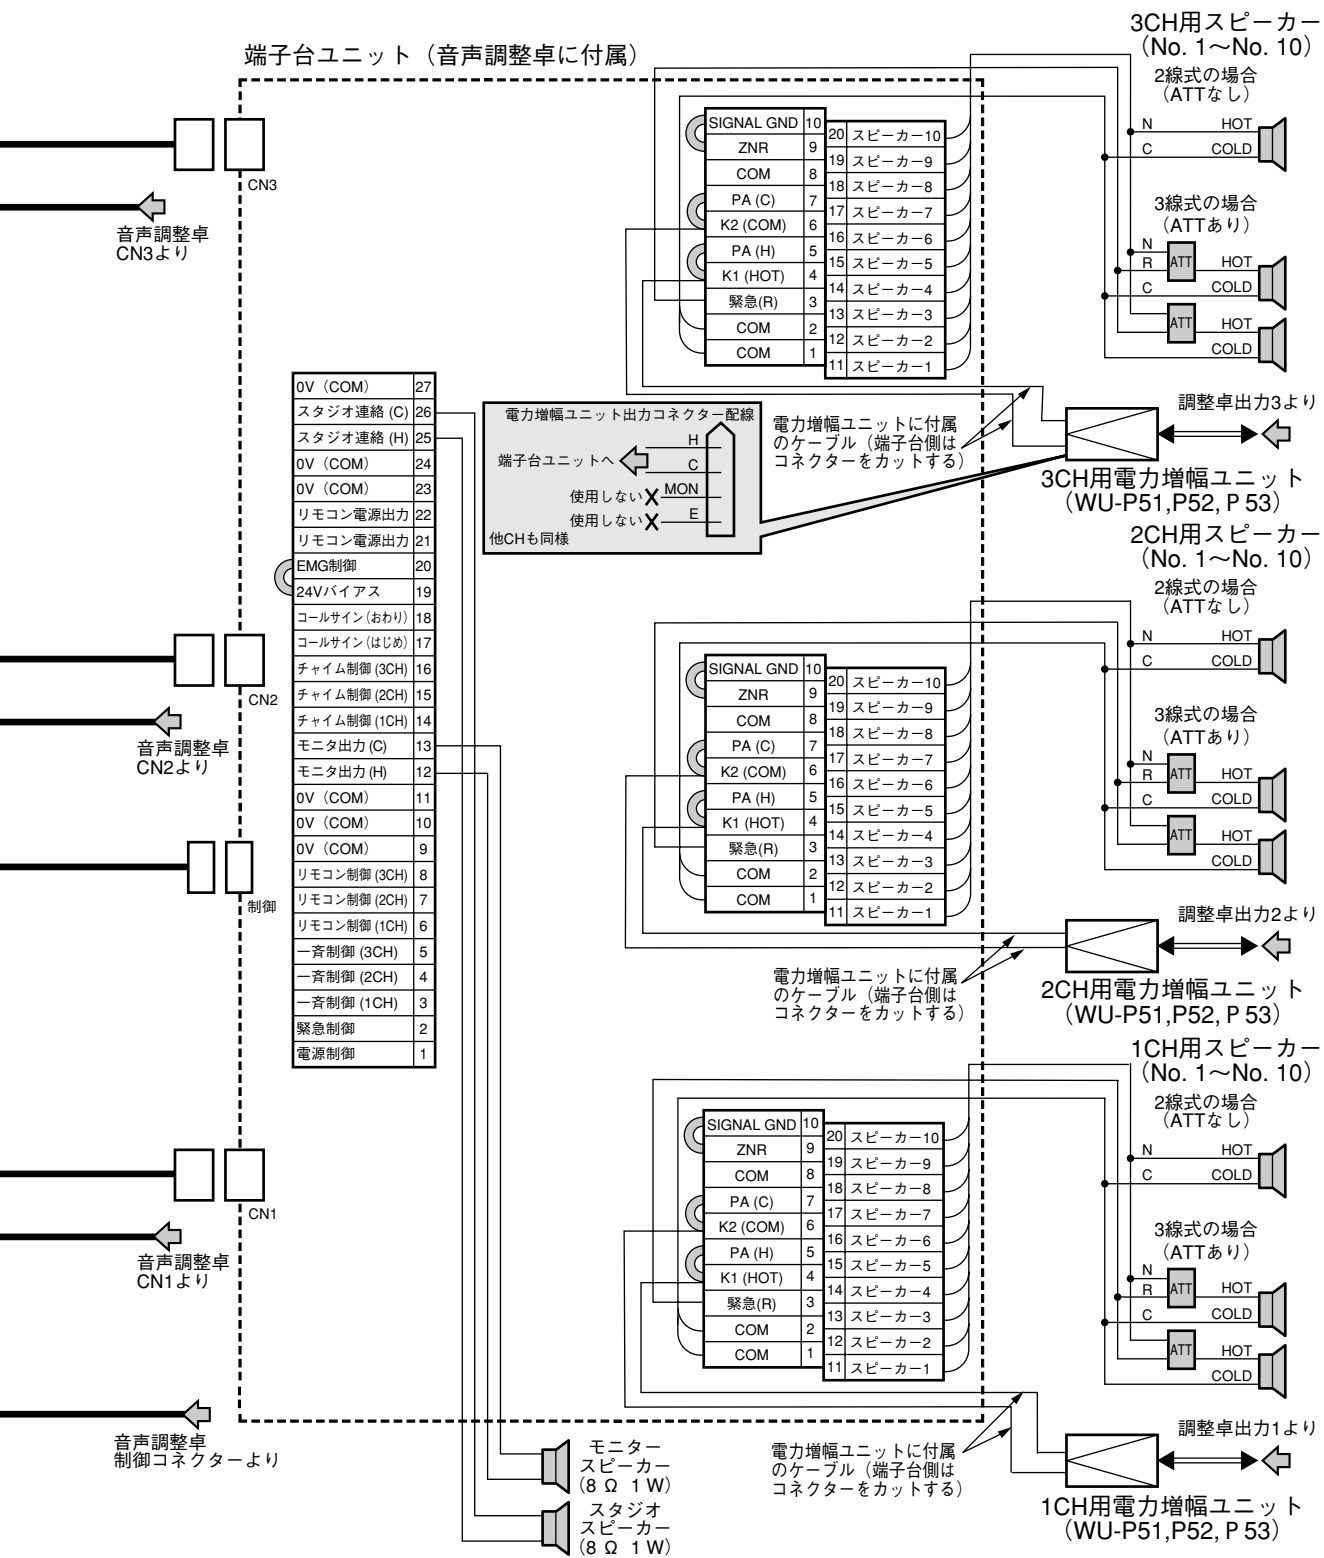 端子台ユニット（音声調整卓に付属）
CN3
音声調整卓
CN3より
CN2
音声調整卓
CN2より
制御
CN1
音声調整卓
CN1より
音声調整卓
制御コネクターより
0V（COM） 27
スタジオ連絡 (C) 26
スタジオ連絡 (H) 25
0V（COM） 24
0V（COM） 23
リモコン電源出力 22
リモコン電源出力 21
EMG制御 20
24Vバイアス 19
コールサイン (おわり) 18
コールサイン (はじめ) 17
チャイム制御 (3CH) 16
チャイム制御 (2CH) 15
チャイム制御 (1CH) 14
モニタ出力 (C) 13
モニタ出力 (H) 12
0V（COM） 11
0V（COM） 10
0V（COM） 9
リモコン制御 (3CH) 8
リモコン制御 (2CH) 7
リモコン制御 (1CH) 6
一斉制御 (3CH) 5
一斉制御 (2CH) 4
一斉制御 (1CH) 3
緊急制御 2
電源制御 1
モニター
スピーカー
(8 Ω 1 W)
スタジオ
スピーカー
(8 Ω 1 W)
電力増幅ユニット出力コネクター配線
H
端子台ユニットへ
C
使用しない MON
使用しない E
他CHも同様
SIGNAL GND 10
ZNR 9
COM 8
PA (C) 7
K2 (COM) 6
PA (H) 5
K1 (HOT) 4
緊急(R) 3
COM 2
COM 1
20 スピーカー10
19 スピーカー9
18 スピーカー8
17 スピーカー7
16 スピーカー6
15 スピーカー5
14 スピーカー4
13 スピーカー3
12 スピーカー2
11 スピーカー1
電力増幅ユニットに付属
のケーブル（端子台側は
コネクターをカットする）
3CH用スピーカー
（No. 1〜No. 10）
2線式の場合
（ATTなし）
N HOT
C COLD
3線式の場合
（ATTあり）
N
R ATT HOT
C COLD
ATT HOT
COLD
調整卓出力3より
3CH用電力増幅ユニット
（WU-P51,P52, P 53）
SIGNAL GND 10
ZNR 9
COM 8
PA (C) 7
K2 (COM) 6
PA (H) 5
K1 (HOT) 4
緊急(R) 3
COM 2
COM 1
20 スピーカー10
19 スピーカー9
18 スピーカー8
17 スピーカー7
16 スピーカー6
15 スピーカー5
14 スピーカー4
13 スピーカー3
12 スピーカー2
11 スピーカー1
電力増幅ユニットに付属
のケーブル（端子台側は
コネクターをカットする）
2CH用スピーカー
（No. 1〜No. 10）
2線式の場合
（ATTなし）
N HOT
C COLD
3線式の場合
（ATTあり）
N
R ATT HOT
C COLD
ATT HOT
COLD
調整卓出力2より
2CH用電力増幅ユニット
（WU-P51,P52, P 53）
SIGNAL GND 10
ZNR 9
COM 8
PA (C) 7
K2 (COM) 6
PA (H) 5
K1 (HOT) 4
緊急(R) 3
COM 2
COM 1
20 スピーカー10
19 スピーカー9
18 スピーカー8
17 スピーカー7
16 スピーカー6
15 スピーカー5
14 スピーカー4
13 スピーカー3
12 スピーカー2
11 スピーカー1
電力増幅ユニットに付属
のケーブル（端子台側は
コネクターをカットする）
1CH用スピーカー
（No. 1〜No. 10）
2線式の場合
（ATTなし）
N HOT
C COLD
3線式の場合
（ATTあり）
N
R ATT HOT
C COLD
ATT HOT
COLD
調整卓出力1より
1CH用電力増幅ユニット
（WU-P51,P52, P 53）